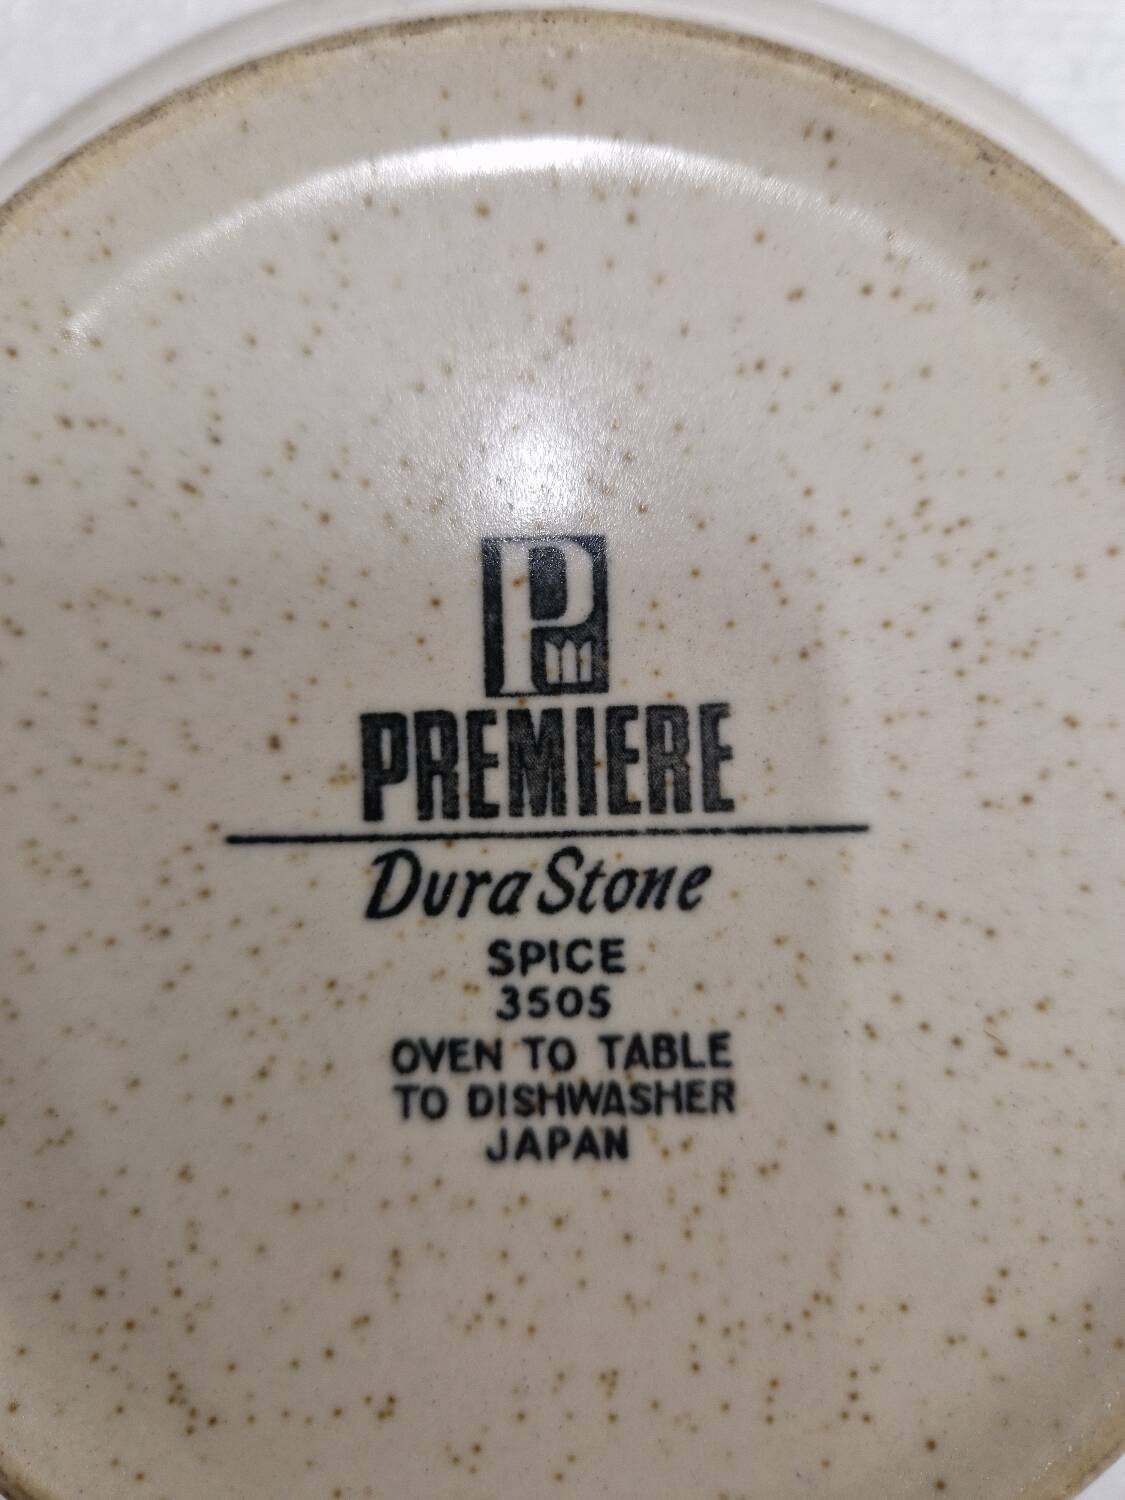 P
PREMIERE
DuraStone
SPICE
3505
OVEN TO TABLE
TO DISHWASHER
JAPAN